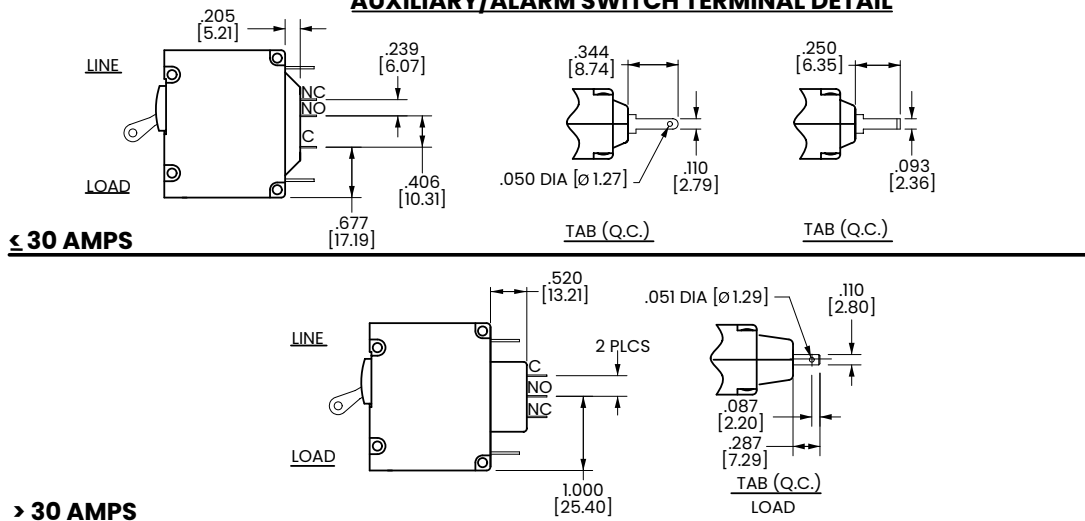 AUXILIARY/ALARM SWITCH TERMINAL DETAIL
.205
[5.21]
LINE
.239
[6.07]
NC
NO
C
LOAD
.406
[10.31]
.677
[17.19]
.344
[8.74]
.050 DIA [Ø 1.27]
.110
[2.79]
TAB (Q.C.)
.250
[6.35]
.093
[2.36]
TAB (Q.C.)
≤ 30 AMPS
.520
[13.21]
LINE
2 PLCS
C
NO
NC
LOAD
1.000
[25.40]
.051 DIA [Ø 1.29]
.110
[2.80]
.087
[2.20]
.287
[7.29]
TAB (Q.C.)
LOAD
> 30 AMPS